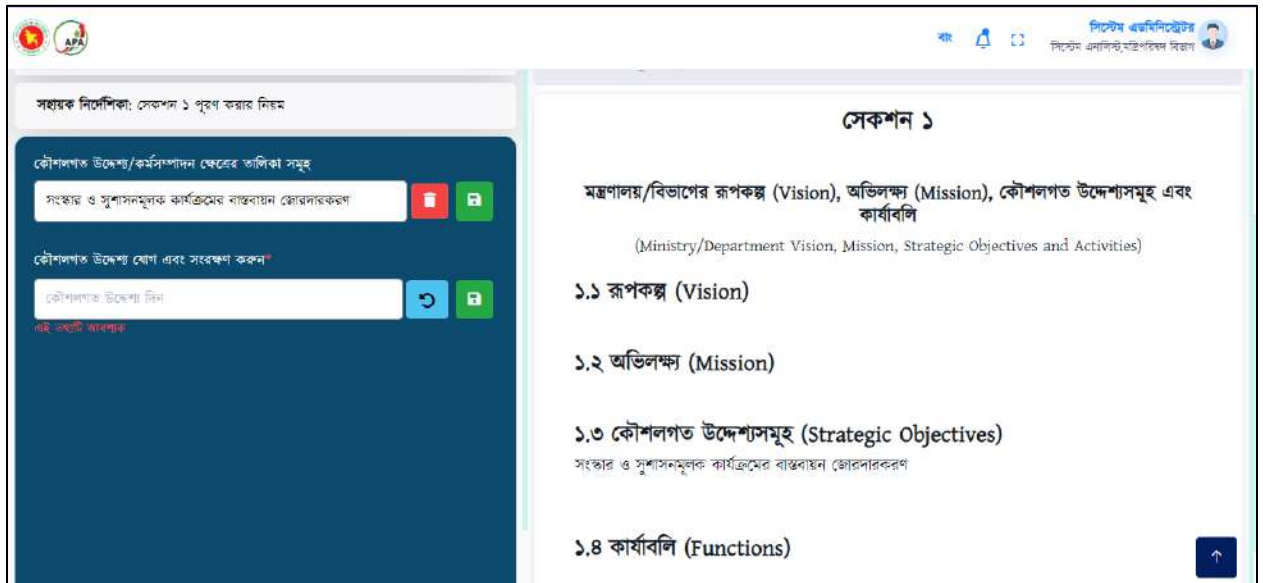 APA
বাং
সিস্টেম এডমিনিস্ট্রেটর
সিস্টেম এনালিস্ট,মন্ত্রিপরিষদ বিভাগ
সহায়ক নির্দেশিকা: সেকশন ১ পূরণ করার নিয়ম
কৌশলগত উদ্দেশ্য/কর্মসম্পাদন ক্ষেত্রের তালিকা সমূহ
সংস্কার ও সুশাসনমূলক কার্যক্রমের বাস্তবায়ন জোরদারকরণ
কৌশলগত উদ্দেশ্য যোগ এবং সংরক্ষণ করুন*
কৌশলগত উদ্দেশ্য দিন
এই তথ্যটি আবশ্যক
সেকশন ১
মন্ত্রণালয়/বিভাগের রূপকল্প (Vision), অভিলক্ষ্য (Mission), কৌশলগত উদ্দেশ্যসমূহ এবং
কার্যাবলি
(Ministry/Department Vision, Mission, Strategic Objectives and Activities)
১.১ রূপকল্প (Vision)
১.২ অভিলক্ষ্য (Mission)
১.৩ কৌশলগত উদ্দেশ্যসমূহ (Strategic Objectives)
সংস্কার ও সুশাসনমূলক কার্যক্রমের বাস্তবায়ন জোরদারকরণ
১.৪ কার্যাবলি (Functions)